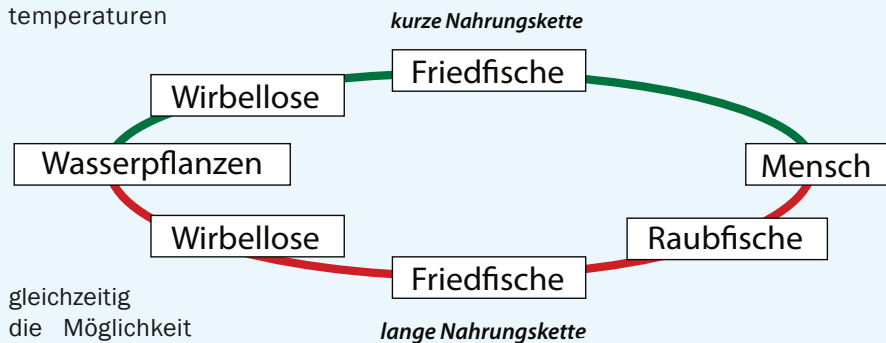 temperaturen
kurze Nahrungskette
Friedfische
Wirbellose
Wasserpflanzen
Mensch
Wirbellose
Raubfische
Friedfische
gleichzeitig
die Möglichkeit
lange Nahrungskette